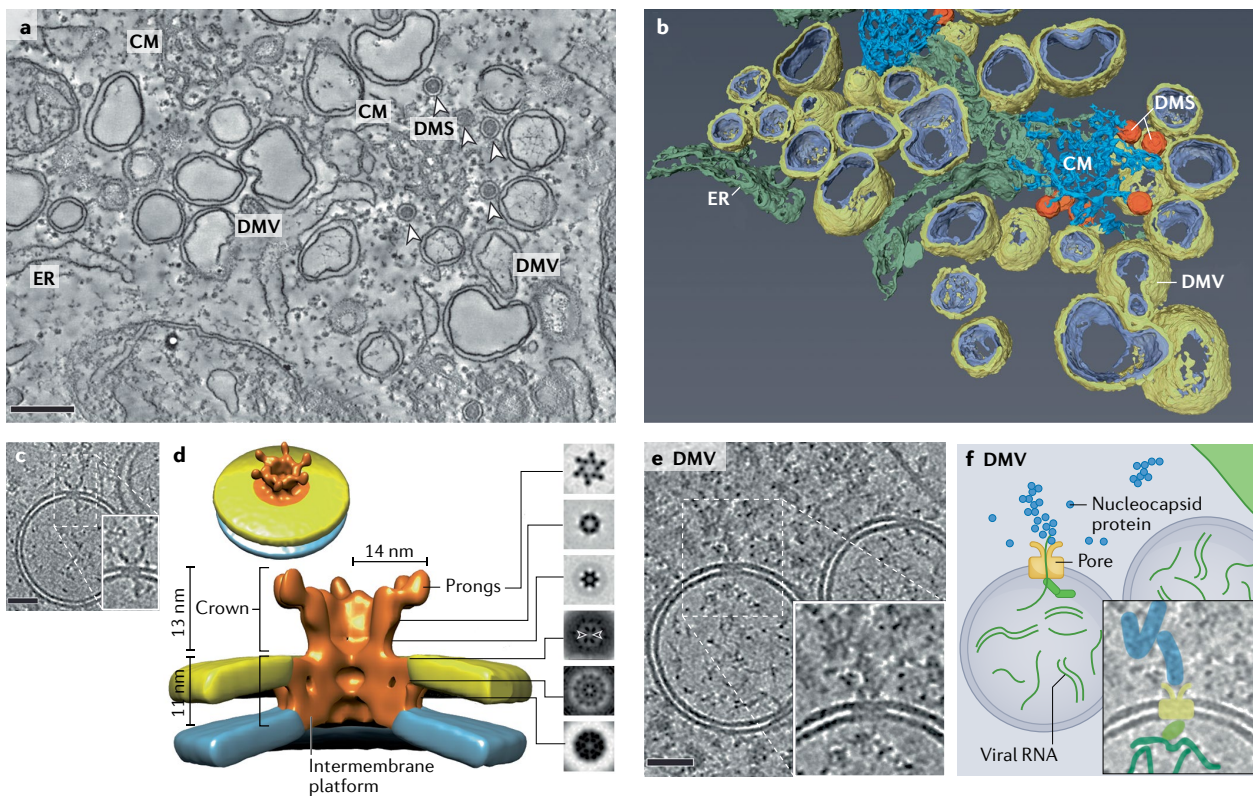 a
CM
CM
DMS
DMV
DMV
ER
b
DMS
CM
ER
DMV
c
d
14 nm
Prongs
Crown
13 nm
11 nm
Intermembrane
platform
e DMV
f DMV
Nucleocapsid
protein
Pore
Viral RNA